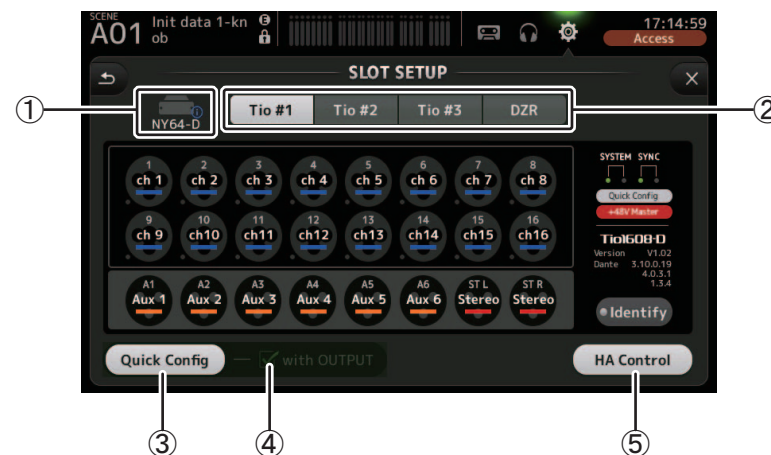 SCENE
A01 Init data 1-kn
ob
E
17:14:59
Access
SLOT SETUP
①
NY64-D
Tio #1 Tio #2 Tio #3 DZR
②
1 2 3 4 5 6 7 8
ch 1 ch 2 ch 3 ch 4 ch 5 ch 6 ch 7 ch 8
9 10 11 12 13 14 15 16
ch 9 ch10 ch11 ch12 ch13 ch14 ch15 ch16
A1 A2 A3 A4 A5 A6 ST L ST R
Aux 1 Aux 2 Aux 3 Aux 4 Aux 5 Aux 6 Stereo Stereo
SYSTEM SYNC
Quick Config
+48V Master
Tio1608-D
Version V1.02
Dante 3.10.0.19
4.0.3.1
1.3.4
Identify
Quick Config with OUTPUT HA Control
③ ④ ⑤